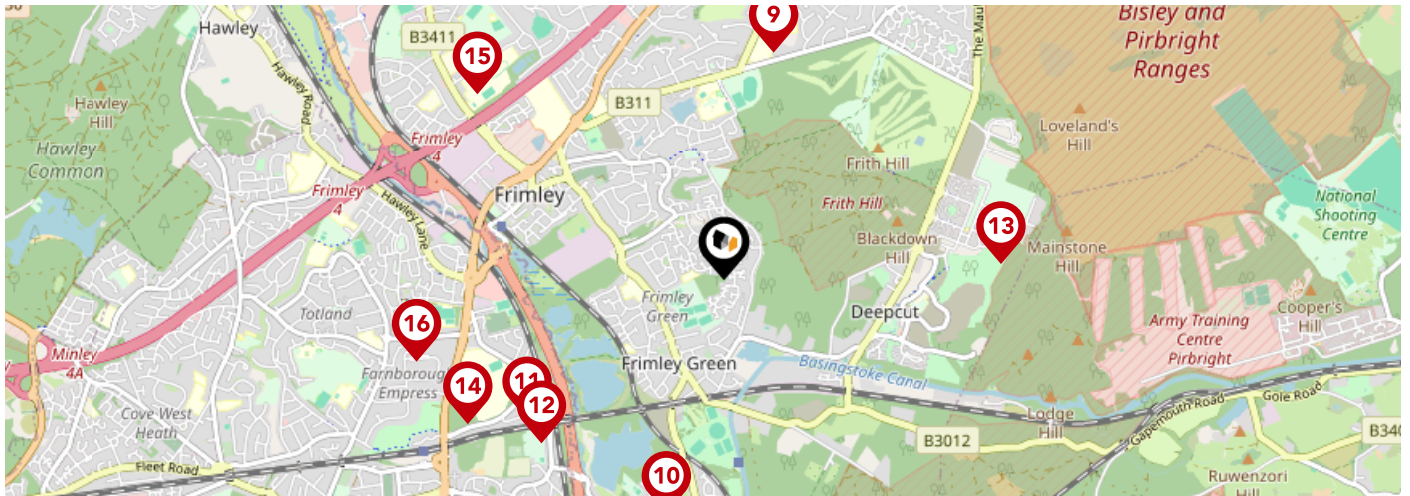 Hawley
B3411
15
9
The Mau
Bisley and
Pirbright
Ranges
Hawley Road
B311
Hawley
Hill
Hawley
Common
Loveland's
Hill
Frimley
4
Frith Hill
Frimley
4
Frimley
Frith Hill
National
Shooting
Centre
Hawley Lane
13
Blackdown
Hill
Mainstone
Hill
Frimley
Green
Totland
16
Deepcut
Cooper's
Hill
Army Training
Centre
Pirbright
Minley
4A
Frimley Green
Basingstoke Canal
Farnboroug
Empress
14
11
12
Cove West
Heath
Lodge
Hill
Gapemouth Road
Gole Road
B3012
B340
Fleet Road
10
Ruwenzori
Hill